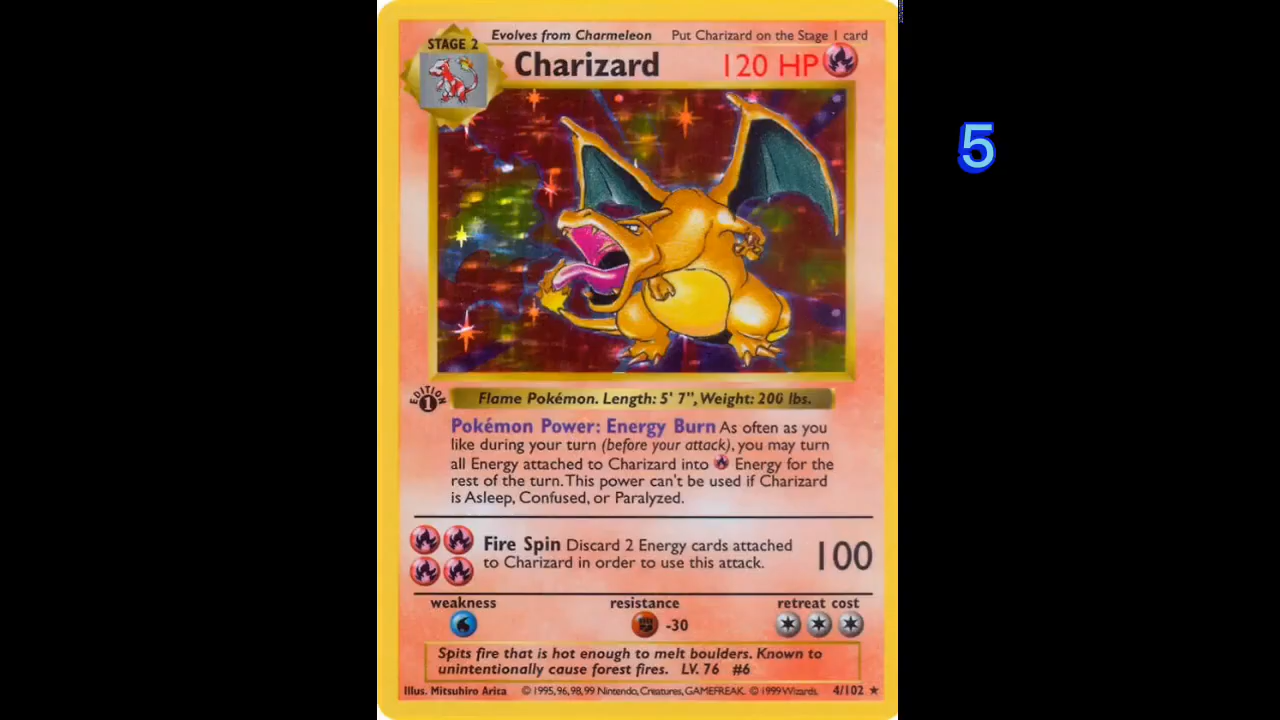 Evolves from Charmeleon Put Charizard on the Stage 1 card
STAGE 2
Charizard 120 HP
5
EDITION
1
Flame Pokémon. Length: 5' 7", Weight: 200 lbs.
Pokémon Power: Energy Burn As often as you
like during your turn (before your attack), you may turn
all Energy attached to Charizard into Energy for the
rest of the turn. This power can't be used if Charizard
is Asleep, Confused, or Paralyzed.
Fire Spin Discard 2 Energy cards attached
to Charizard in order to use this attack.
100
weakness resistance retreat cost
-30
Spits fire that is hot enough to melt boulders. Known to
unintentionally cause forest fires. LV. 76 #6
Illus. Mitsuhiro Arita © 1995, 96, 98, 99 Nintendo, Creatures, GAMEFREAK. © 1999 Wizards. 4/102 ★